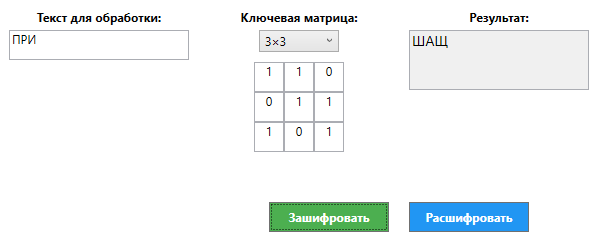 Текст для обработки:
ПРИ
Ключевая матрица:
3×3
1 1 0
0 1 1
1 0 1
Результат:
ШАЩ
Зашифровать
Расшифровать